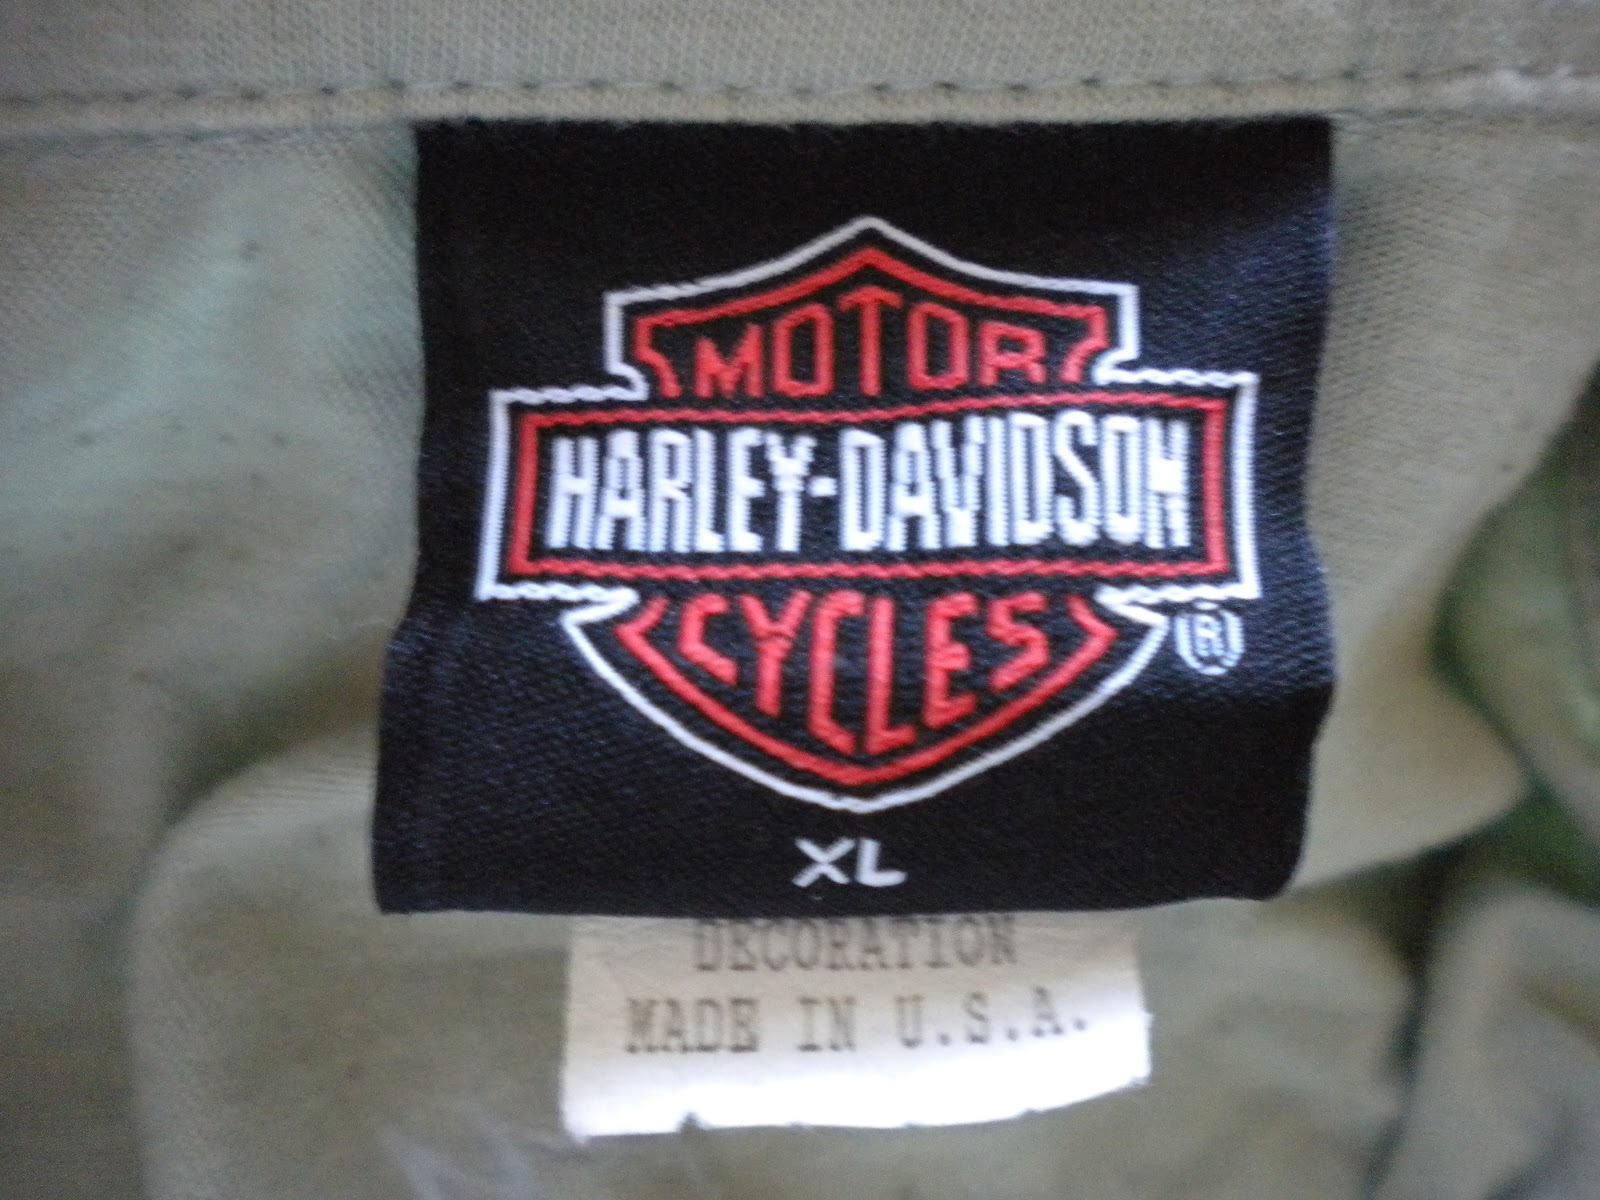 MOTOR
HARLEY-DAVIDSON
CYCLES
®
XL
DECORATION
MADE IN U.S.A.